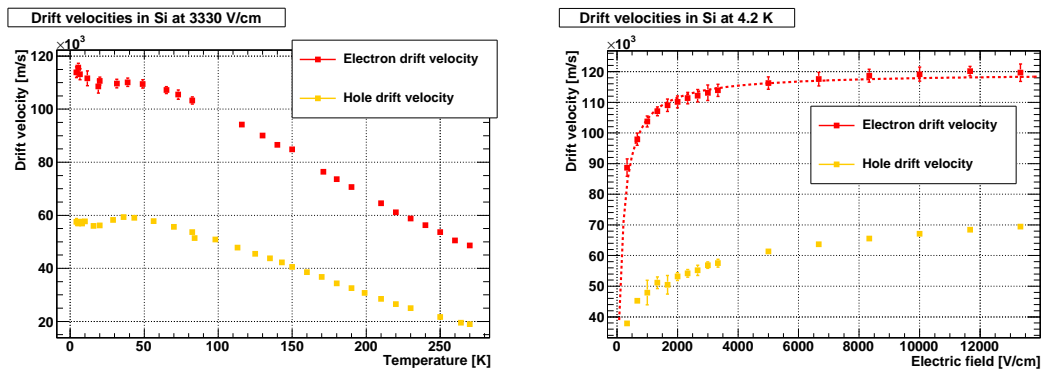 Drift velocities in Si at 3330 V/cm
×10³
Drift velocity [m/s]
120
100
80
60
40
20
Electron drift velocity
Hole drift velocity
0 50 100 150 200 250
Temperature [K]
Drift velocities in Si at 4.2 K
×10³
Drift velocity [m/s]
120
110
100
90
80
70
60
50
40
Electron drift velocity
Hole drift velocity
0 2000 4000 6000 8000 10000 12000
Electric field [V/cm]